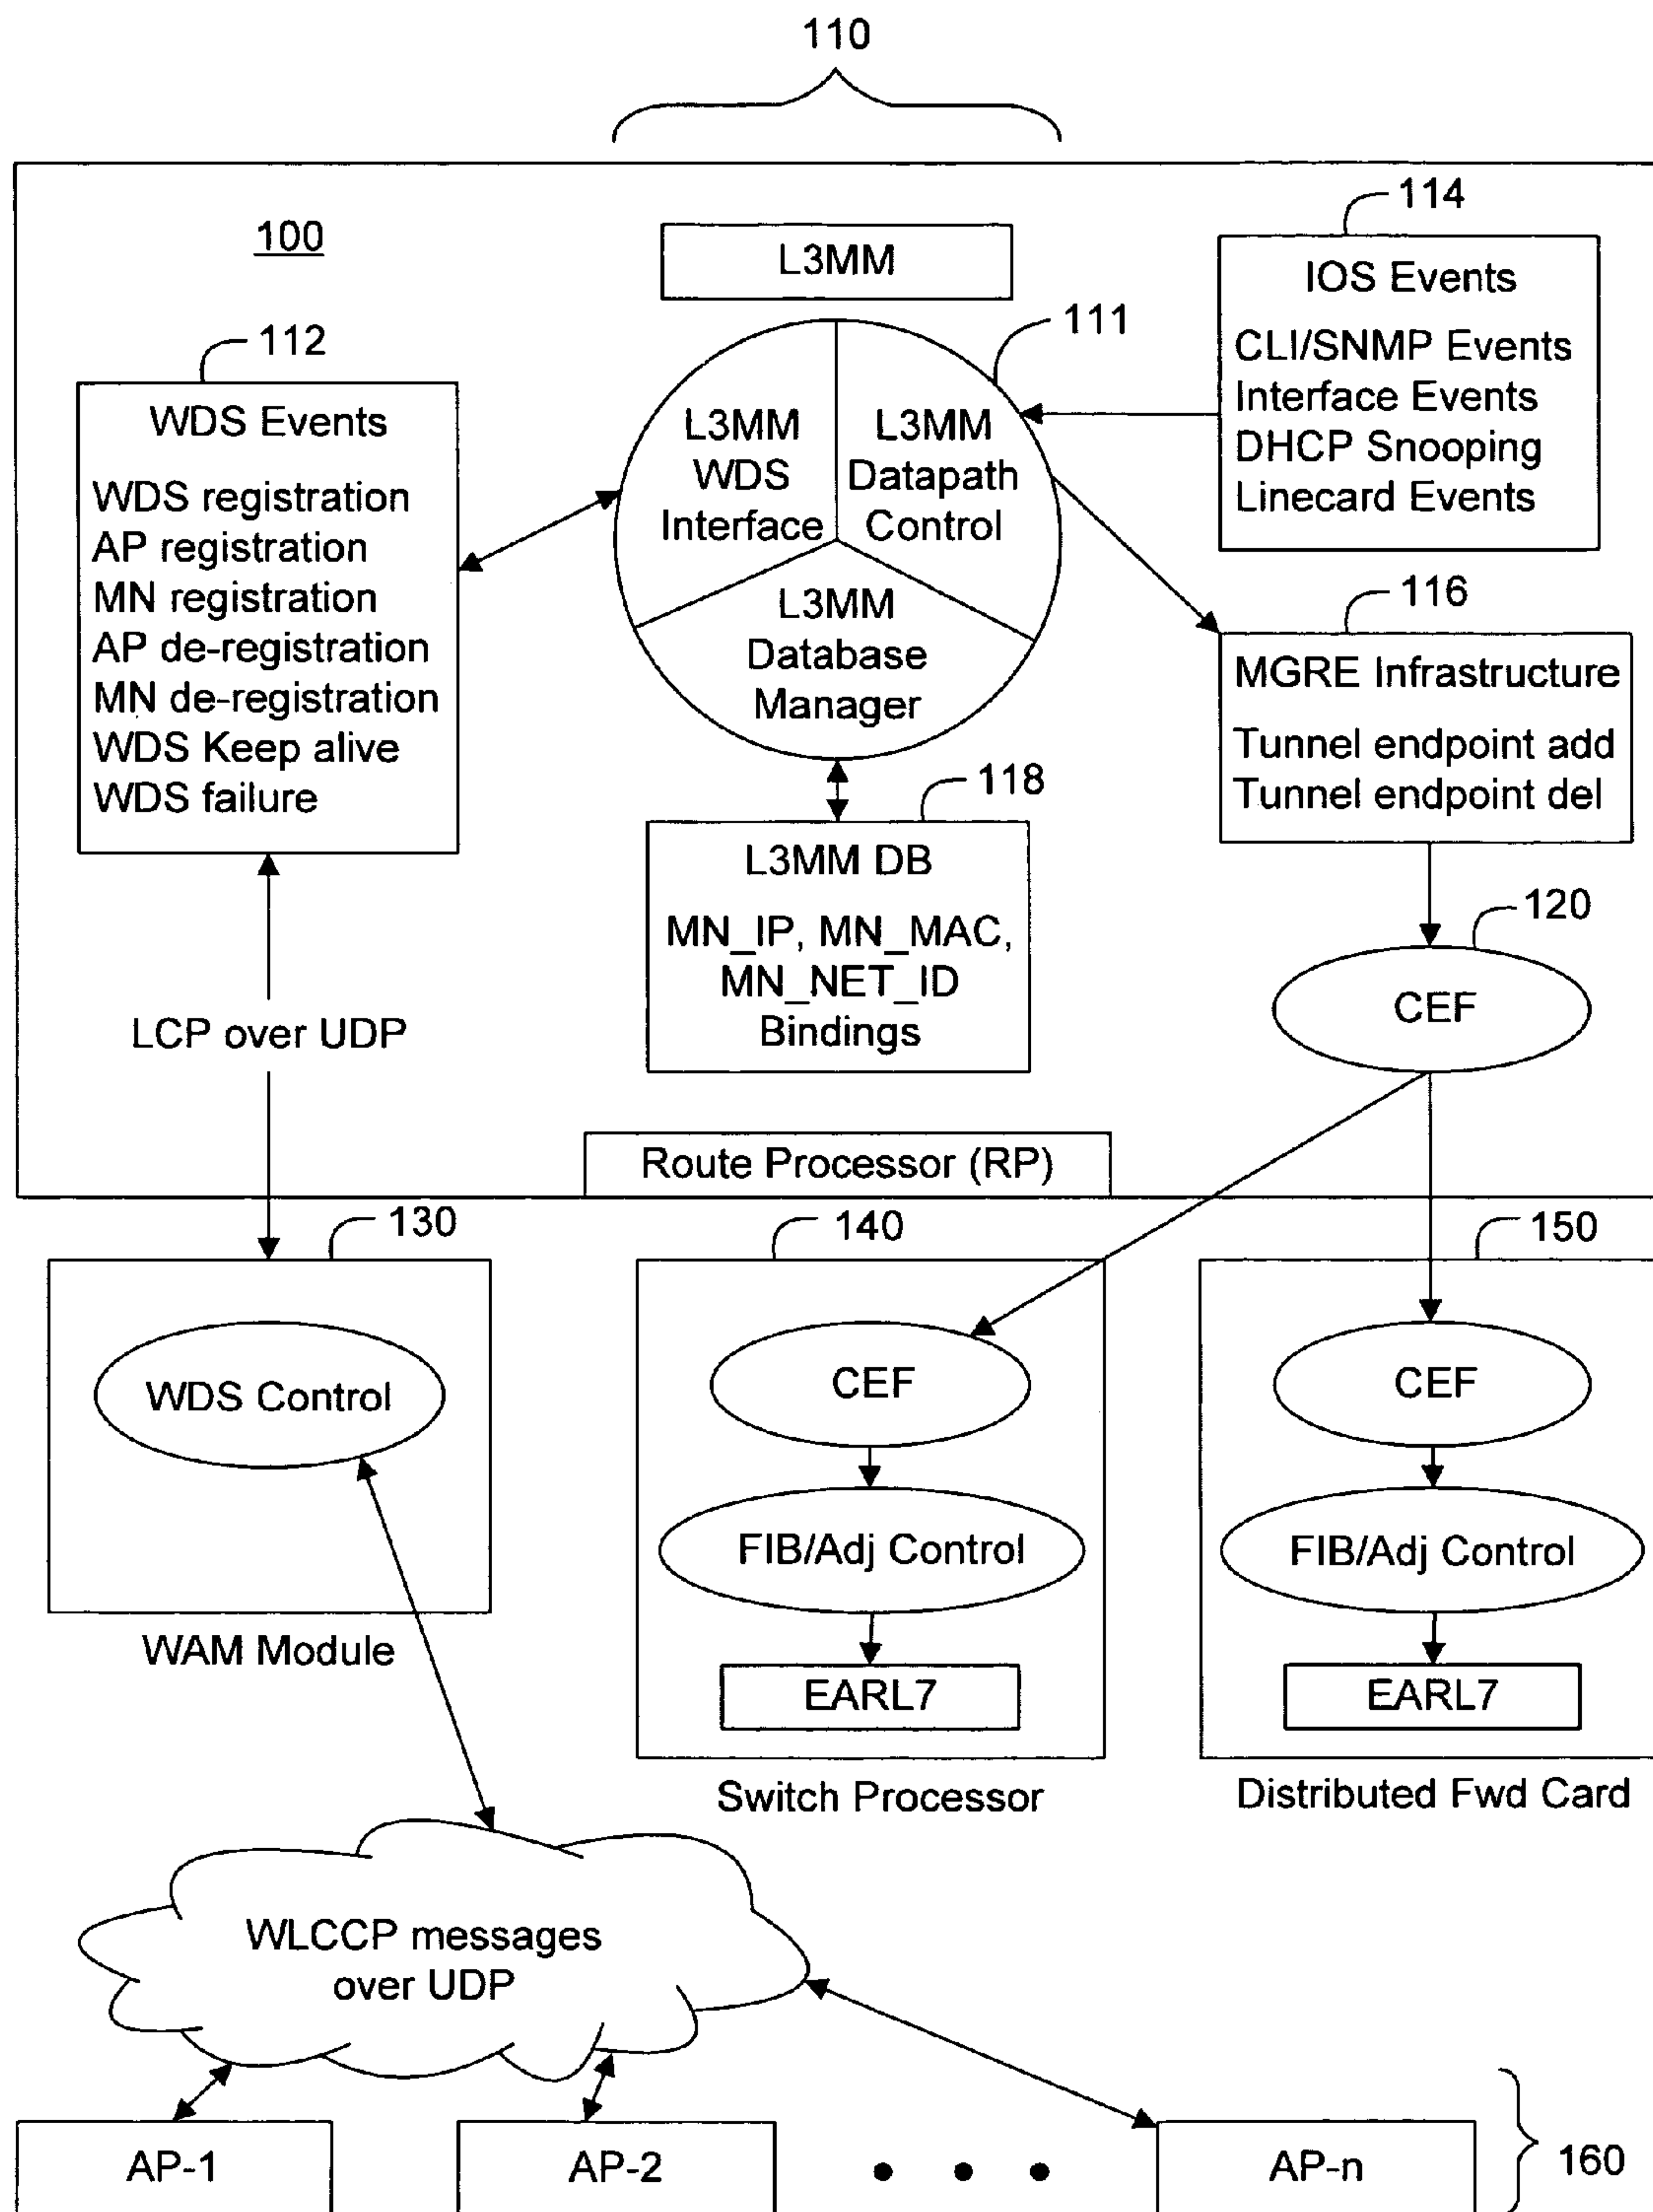 110
100
L3MM
114
IOS Events
CLI/SNMP Events
Interface Events
DHCP Snooping
Linecard Events
112
WDS Events
WDS registration
AP registration
MN registration
AP de-registration
MN de-registration
WDS Keep alive
WDS failure
111
L3MM
WDS
Interface
L3MM
Datapath
Control
L3MM
Database
Manager
116
MGRE Infrastructure
Tunnel endpoint add
Tunnel endpoint del
118
L3MM DB
MN_IP, MN_MAC,
MN_NET_ID
Bindings
120
CEF
LCP over UDP
Route Processor (RP)
130
WDS Control
WAM Module
140
CEF
FIB/Adj Control
EARL7
Switch Processor
150
CEF
FIB/Adj Control
EARL7
Distributed Fwd Card
WLCCP messages
over UDP
AP-1
AP-2
AP-n
160